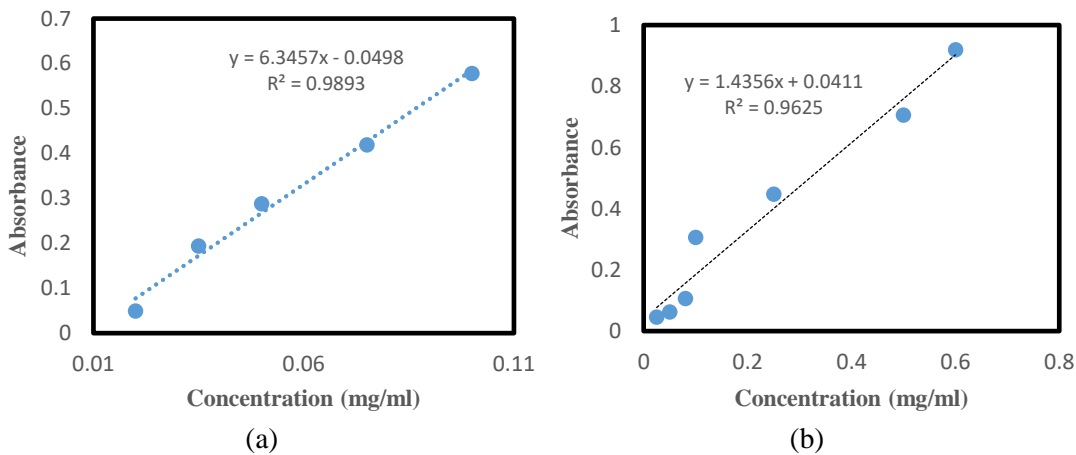 0.7
0.6
0.5
0.4
0.3
0.2
0.1
0
Absorbance
y = 6.3457x - 0.0498
R² = 0.9893
0.01 0.06 0.11
Concentration (mg/ml)
(a)
1
0.8
0.6
0.4
0.2
0
Absorbance
y = 1.4356x + 0.0411
R² = 0.9625
0 0.2 0.4 0.6 0.8
Concentration (mg/ml)
(b)